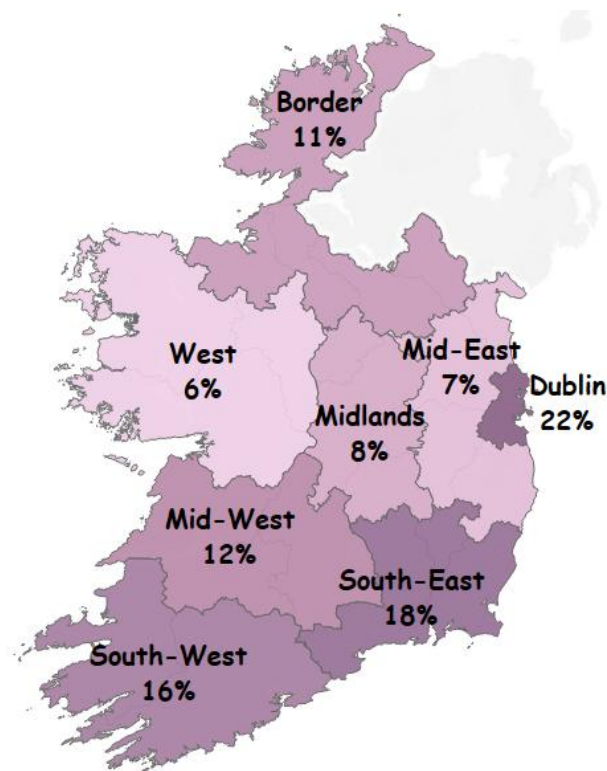 Border
11%
West
6%
Mid-East
7%
Dublin
22%
Midlands
8%
Mid-West
12%
South-East
18%
South-West
16%